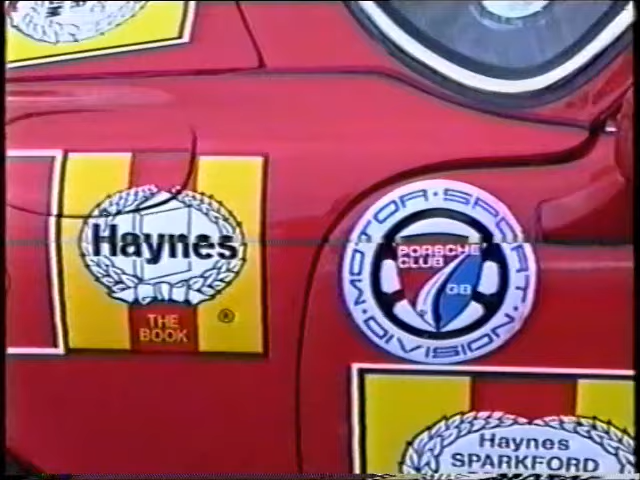 Haynes
®
THE
BOOK
MOTOR-SPORT
PORSCHE
CLUB
GB
DIVISION
Haynes
SPARKFORD